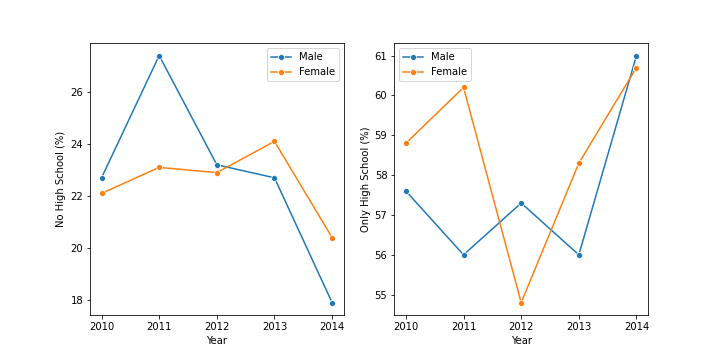 No High School (%)
26
24
22
20
18
Male
Female
2010 2011 2012 2013 2014
Year
Only High School (%)
61
60
59
58
57
56
55
Male
Female
2010 2011 2012 2013 2014
Year